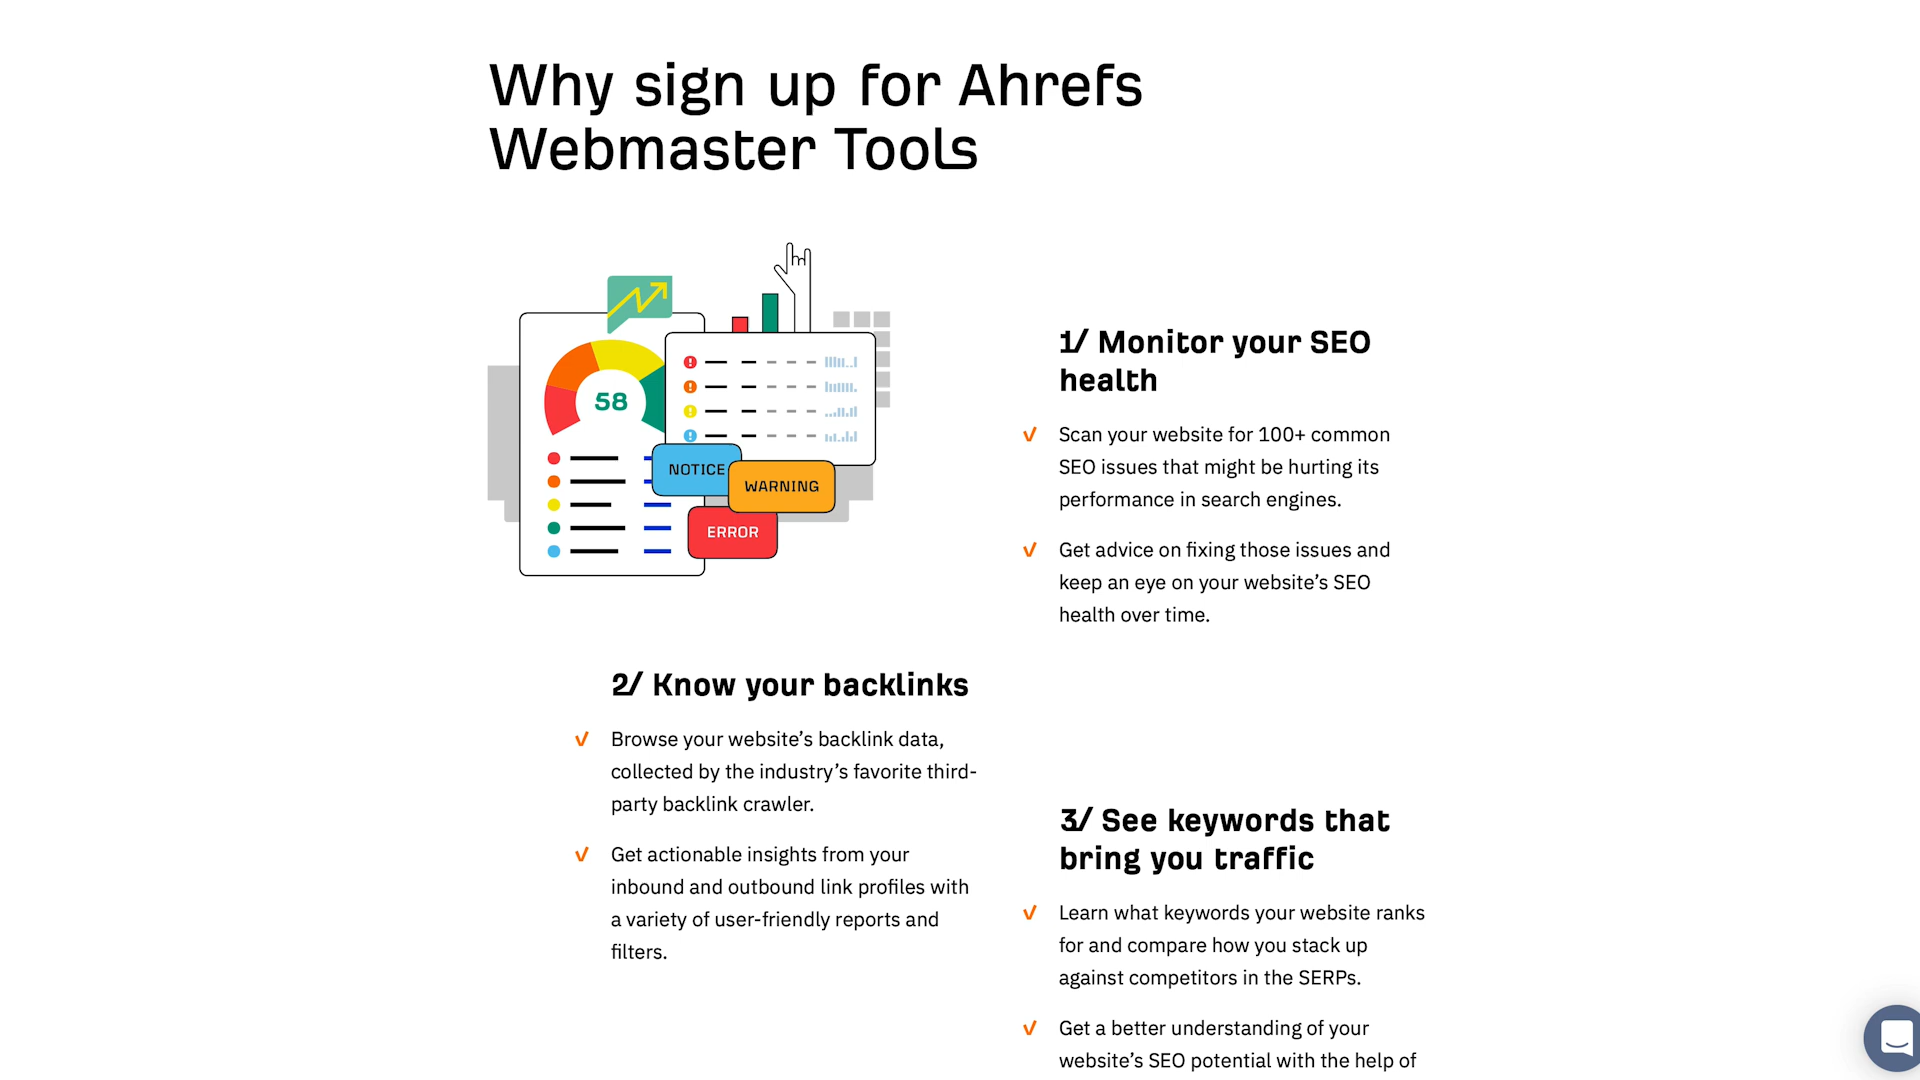 Why sign up for Ahrefs
Webmaster Tools
58
NOTICE
WARNING
ERROR
1/ Monitor your SEO
health
Scan your website for 100+ common
SEO issues that might be hurting its
performance in search engines.
Get advice on fixing those issues and
keep an eye on your website’s SEO
health over time.
2/ Know your backlinks
Browse your website’s backlink data,
collected by the industry’s favorite third-
party backlink crawler.
Get actionable insights from your
inbound and outbound link profiles with
a variety of user-friendly reports and
filters.
3/ See keywords that
bring you traffic
Learn what keywords your website ranks
for and compare how you stack up
against competitors in the SERPs.
Get a better understanding of your
website’s SEO potential with the help of